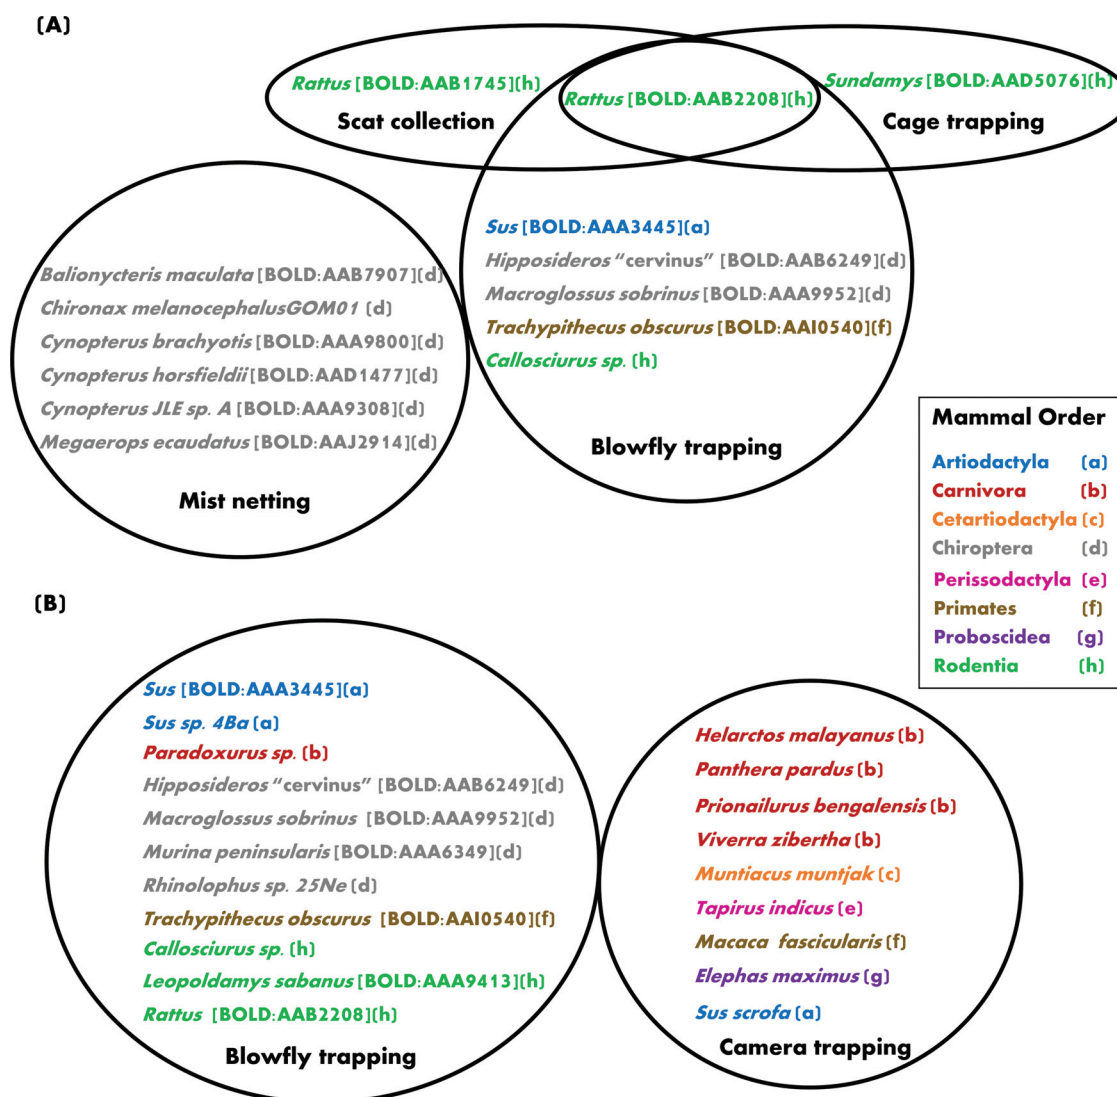 (A)
Rattus [BOLD:AAB1745](h)
Scat collection
Rattus [BOLD:AAB2208](h)
Sundamys [BOLD:AAD5076](h)
Cage trapping
Balionycteris maculata [BOLD:AAB7907](d)
Chironax melanocephalusGOM01 (d)
Cynopterus brachyotis [BOLD:AAA9800](d)
Cynopterus horsfieldii [BOLD:AAD1477](d)
Cynopterus JLE sp. A [BOLD:AAA9308](d)
Megaerops ecaudatus [BOLD:AAJ2914](d)
Mist netting
Sus [BOLD:AAA3445](a)
Hipposideros “cervinus” [BOLD:AAB6249](d)
Macroglossus sobrinus [BOLD:AAA9952](d)
Trachypithecus obscurus [BOLD:AAI0540](f)
Callosciurus sp. (h)
Blowfly trapping
Mammal Order
Artiodactyla (a)
Carnivora (b)
Cetartiodactyla (c)
Chiroptera (d)
Perissodactyla (e)
Primates (f)
Proboscidea (g)
Rodentia (h)
(B)
Sus [BOLD:AAA3445](a)
Sus sp. 4Ba (a)
Paradoxurus sp. (b)
Hipposideros “cervinus” [BOLD:AAB6249](d)
Macroglossus sobrinus [BOLD:AAA9952](d)
Murina peninsularis [BOLD:AAA6349](d)
Rhinolophus sp. 25Ne (d)
Trachypithecus obscurus [BOLD:AAI0540](f)
Callosciurus sp. (h)
Leopoldamys sabanus [BOLD:AAA9413](h)
Rattus [BOLD:AAB2208](h)
Blowfly trapping
Helarctos malayanus (b)
Panthera pardus (b)
Prionailurus bengalensis (b)
Viverra zibertha (b)
Muntiacus muntjak (c)
Tapirus indicus (e)
Macaca fascicularis (f)
Elephas maximus (g)
Sus scrofa (a)
Camera trapping